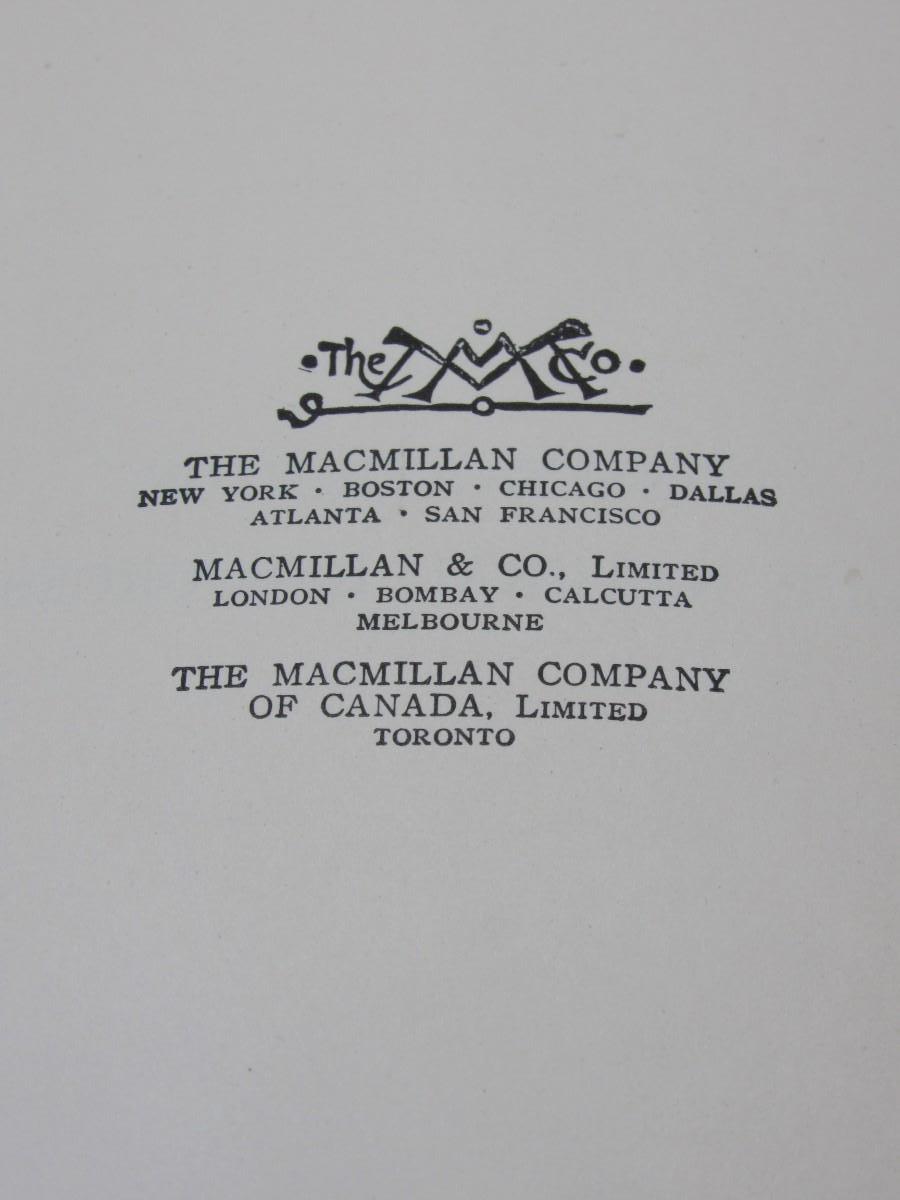 • The M Co •
THE MACMILLAN COMPANY
NEW YORK · BOSTON · CHICAGO · DALLAS
ATLANTA · SAN FRANCISCO
MACMILLAN & CO., LIMITED
LONDON · BOMBAY · CALCUTTA
MELBOURNE
THE MACMILLAN COMPANY
OF CANADA, LIMITED
TORONTO